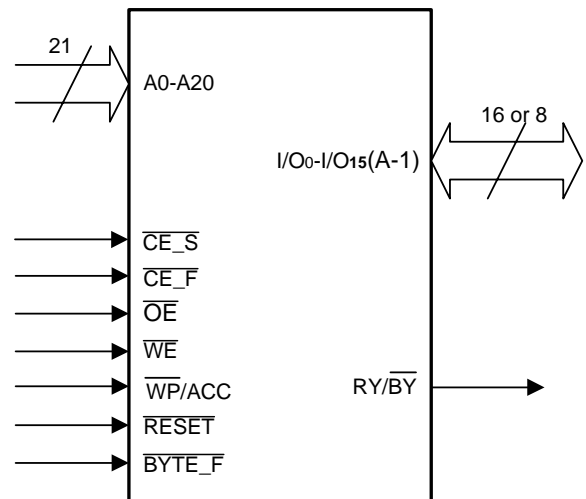 21
A0-A20
16 or 8
I/O0-I/O15(A-1)
CE_S
CE_F
OE
WE
WP/ACC
RY/BY
RESET
BYTE_F